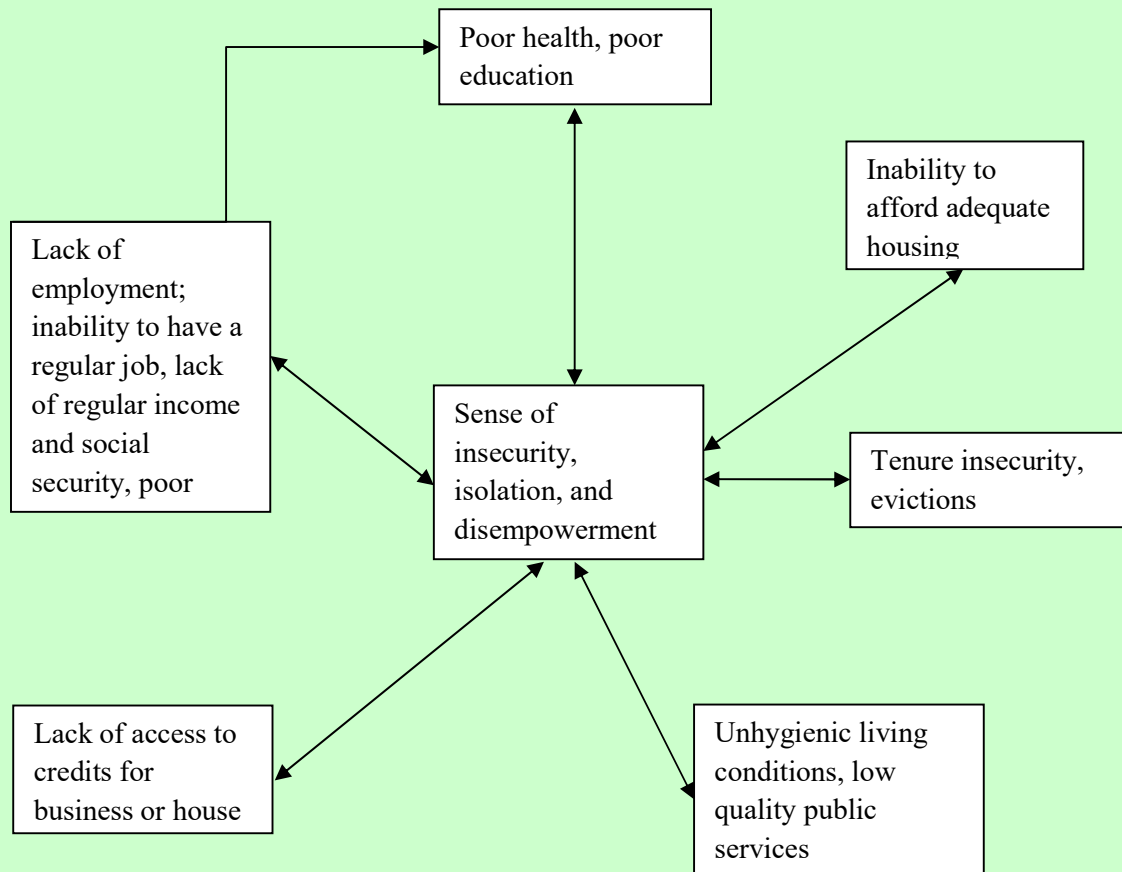 Poor health, poor
education
Inability to
afford adequate
housing
Lack of
employment;
inability to have a
regular job, lack
of regular income
and social
security, poor
Sense of
insecurity,
isolation, and
disempowerment
Tenure insecurity,
evictions
Lack of access to
credits for
business or house
Unhygienic living
conditions, low
quality public
services